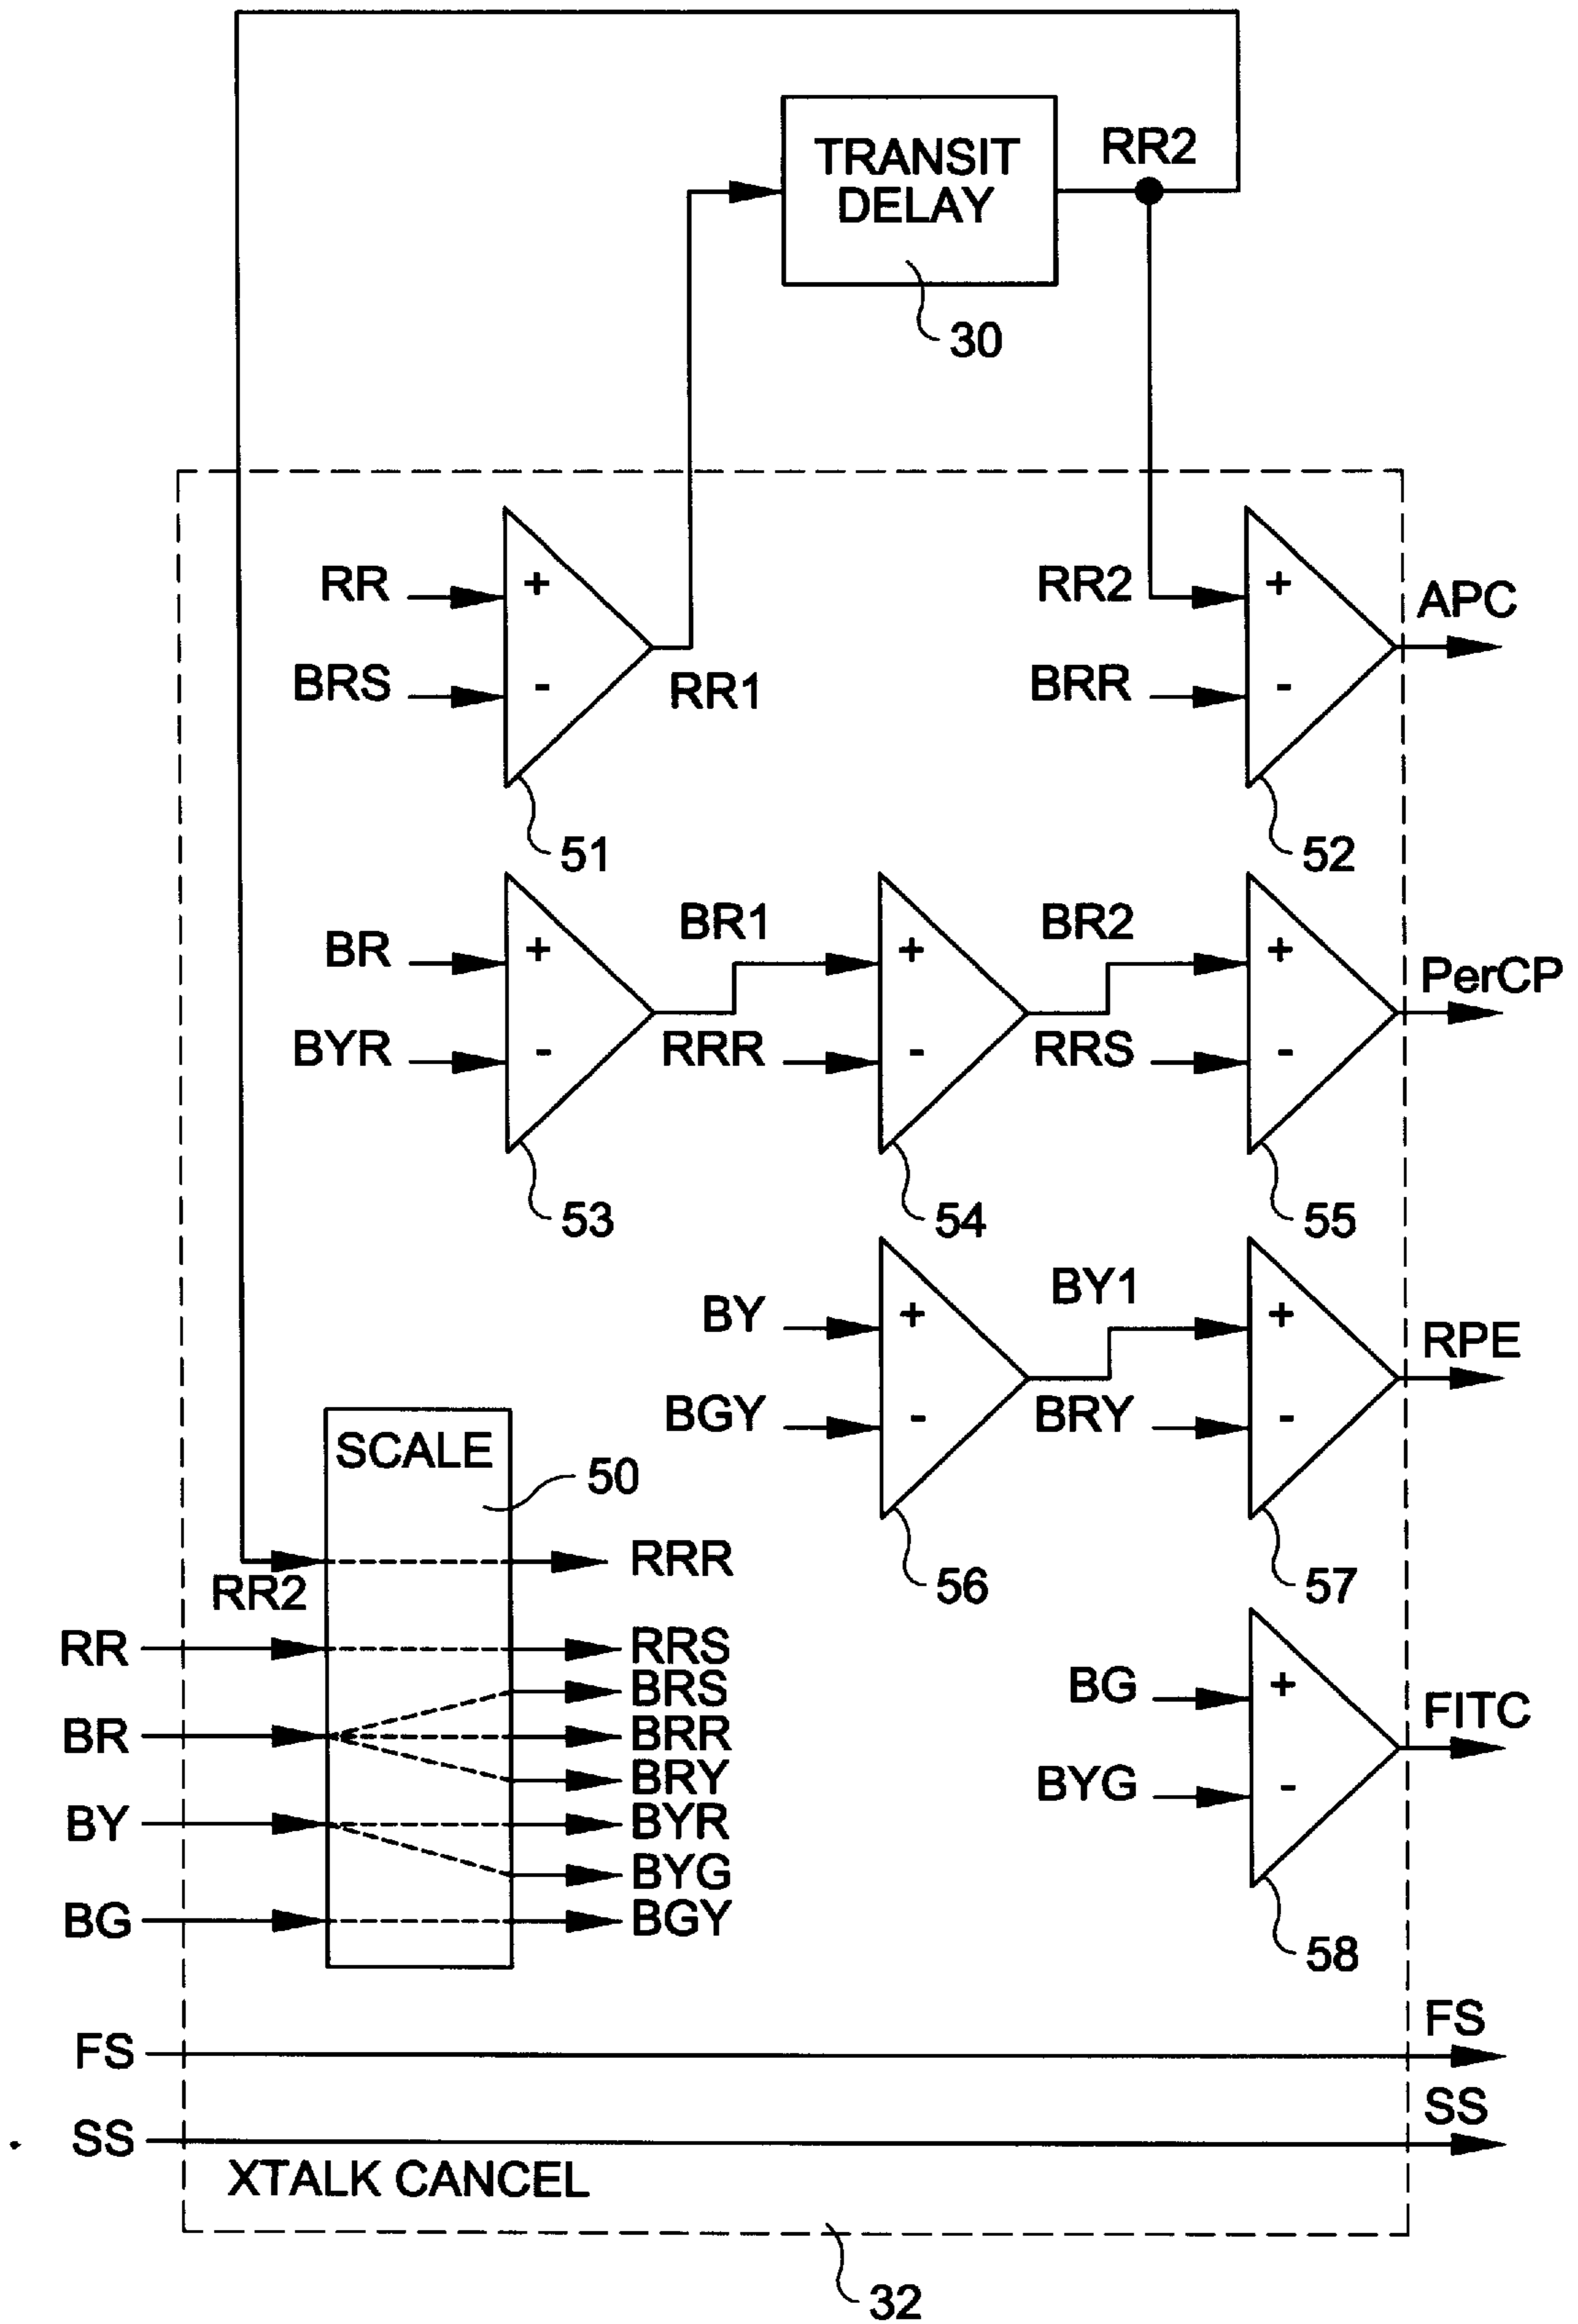 TRANSIT
DELAY
RR2
30
RR
+
BRS
-
RR1
51
RR2
+
BRR
-
APC
52
BR
+
BYR
-
53
BR1
+
RRR
-
54
BR2
+
RRS
-
PerCP
55
BY
+
BGY
-
56
BY1
+
BRY
-
RPE
57
SCALE
50
RR2
RRR
RR
RRS
BRS
BR
BRR
BRY
BY
BYR
BYG
BG
BGY
BG
+
BYG
-
FITC
58
FS
FS
SS
SS
XTALK CANCEL
32